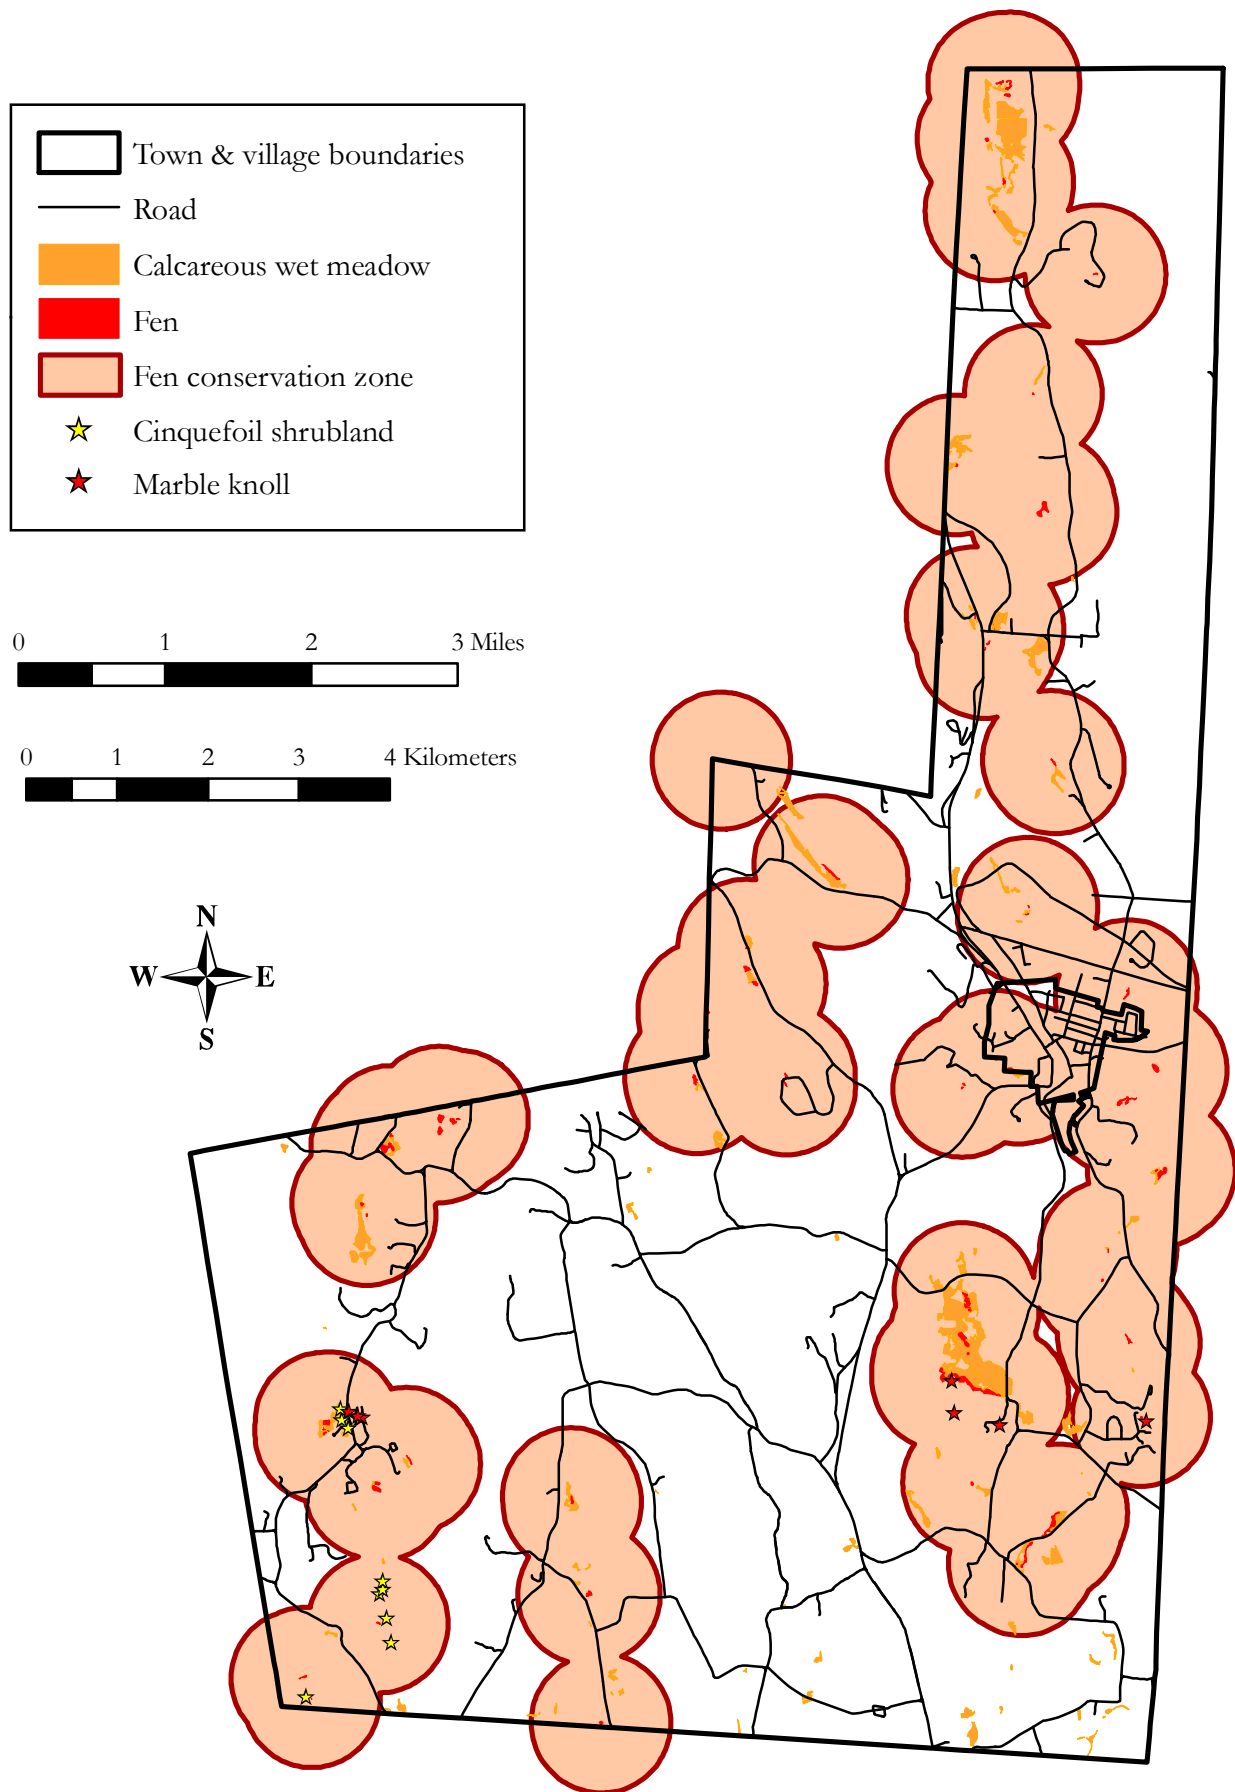 Town & village boundaries
Road
Calcareous wet meadow
Fen
Fen conservation zone
Cinquefoil shrubland
Marble knoll
0 1 2 3 Miles
0 1 2 3 4 Kilometers
N
W E
S